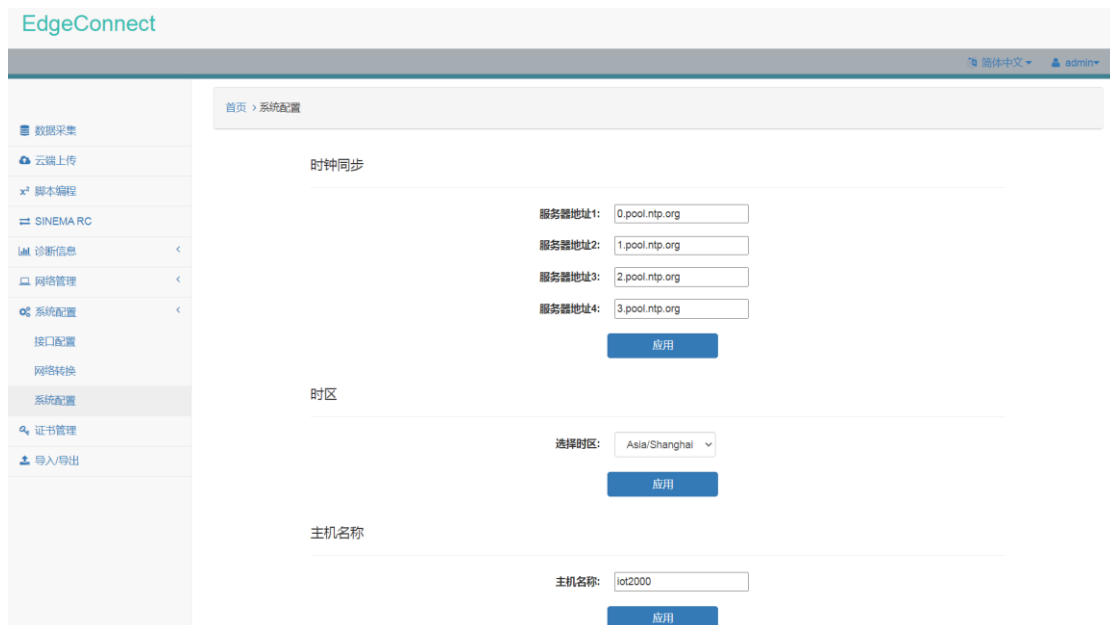 EdgeConnect
简体中文 admin
首页 > 系统配置
数据采集
云端上传
x² 脚本编程
SINEMA RC
诊断信息
网络管理
系统配置
接口配置
网络转换
系统配置
证书管理
导入/导出
时钟同步
服务器地址1: 0.pool.ntp.org
服务器地址2: 1.pool.ntp.org
服务器地址3: 2.pool.ntp.org
服务器地址4: 3.pool.ntp.org
应用
时区
选择时区: Asia/Shanghai
应用
主机名称
主机名称: iot2000
应用